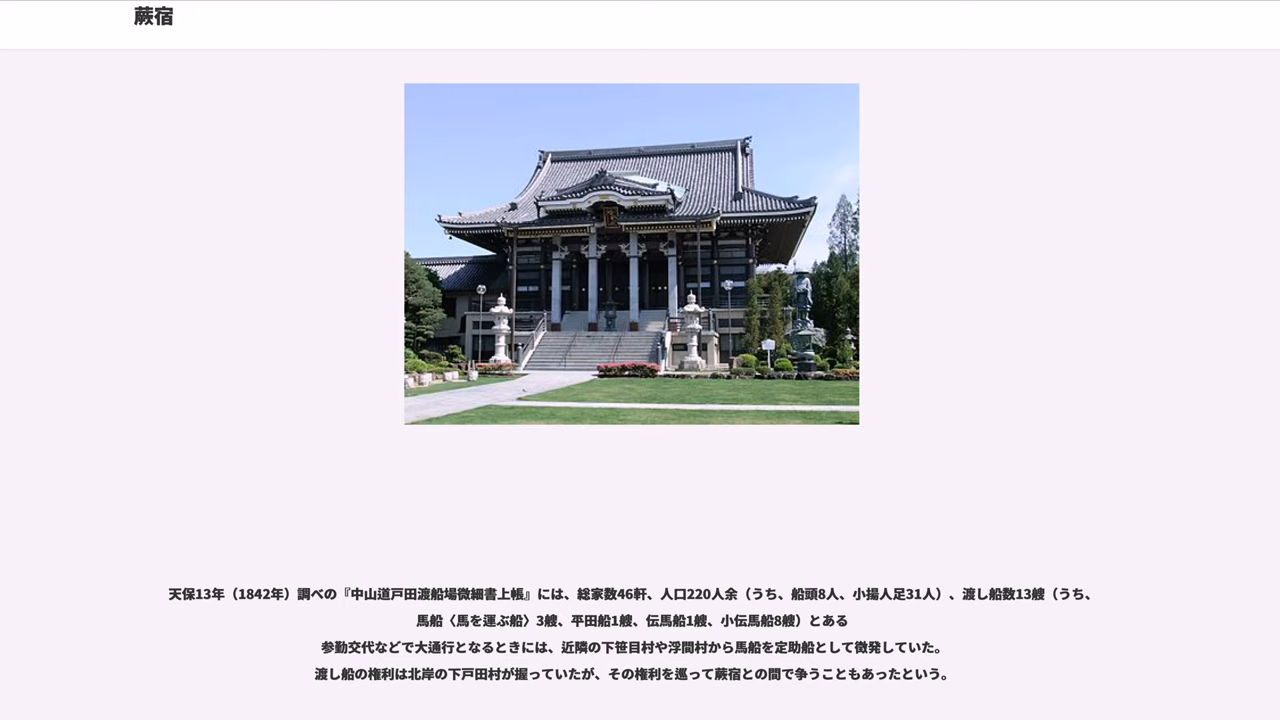 蕨宿
天保13年（1842年）調べの『中山道戸田渡船場微細書上帳』には、総家数46軒、人口220人余（うち、船頭8人、小揚人足31人）、渡し船数13艘（うち、
馬船〈馬を運ぶ船〉3艘、平田船1艘、伝馬船1艘、小伝馬船8艘）とある
参勤交代などで大通行となるときには、近隣の下笹目村や浮間村から馬船を定助船として徴発していた。
渡し船の権利は北岸の下戸田村が握っていたが、その権利を巡って蕨宿との間で争うこともあったという。